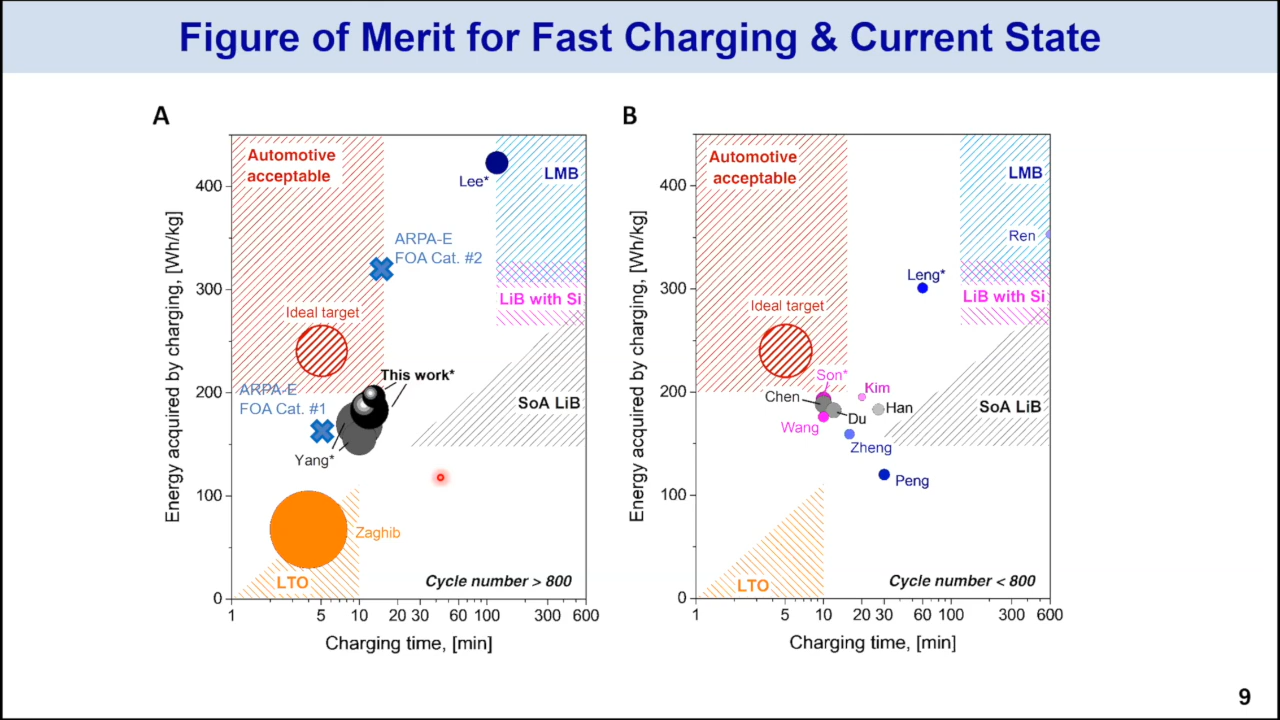 Figure of Merit for Fast Charging & Current State
A
Energy acquired by charging, [Wh/kg]
400
300
200
100
0
Automotive
acceptable
Lee*
LMB
ARPA-E
FOA Cat. #2
LiB with Si
Ideal target
This work*
ARPA-E
FOA Cat. #1
SoA LiB
Yang*
Zaghib
LTO
Cycle number > 800
1
5
10
20
30
60
100
300
600
Charging time, [min]
B
Energy acquired by charging, [Wh/kg]
400
300
200
100
0
Automotive
acceptable
LMB
Ren
Leng*
LiB with Si
Ideal target
Son*
Kim
Chen
Han
Du
SoA LiB
Wang
Zheng
Peng
LTO
Cycle number < 800
1
5
10
20
30
60
100
300
600
Charging time, [min]
9